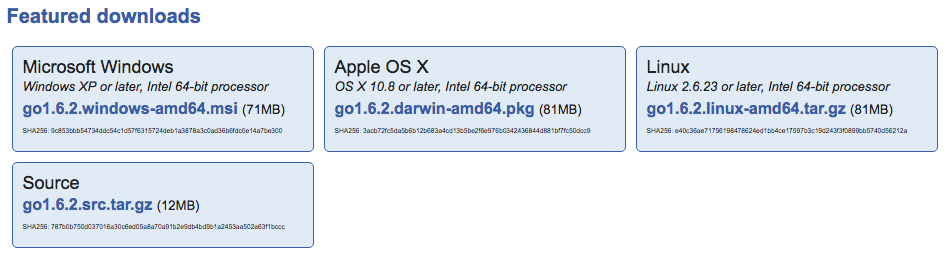 Featured downloads
Microsoft Windows
Windows XP or later, Intel 64-bit processor
go1.6.2.windows-amd64.msi (71MB)
SHA256: 9c853bbb54734ddc54c1d57f6315724deb1a3878a3c0ad36b6fdc0e14a7be300
Apple OS X
OS X 10.8 or later, Intel 64-bit processor
go1.6.2.darwin-amd64.pkg (81MB)
SHA256: 3acb72fc5da5b6b12b683a4cd13b5be2f6e976b0342436844d881bf7fc50dcc9
Linux
Linux 2.6.23 or later, Intel 64-bit processor
go1.6.2.linux-amd64.tar.gz (81MB)
SHA256: e40c36ae71756198478624ed1bb4ce17597b3c19d243f3f0899bb5740d56212a
Source
go1.6.2.src.tar.gz (12MB)
SHA256: 787b0b750d037016a30c6ed05a8a70a91b2e9db4bd9b1a2453aa502a63f1bccc